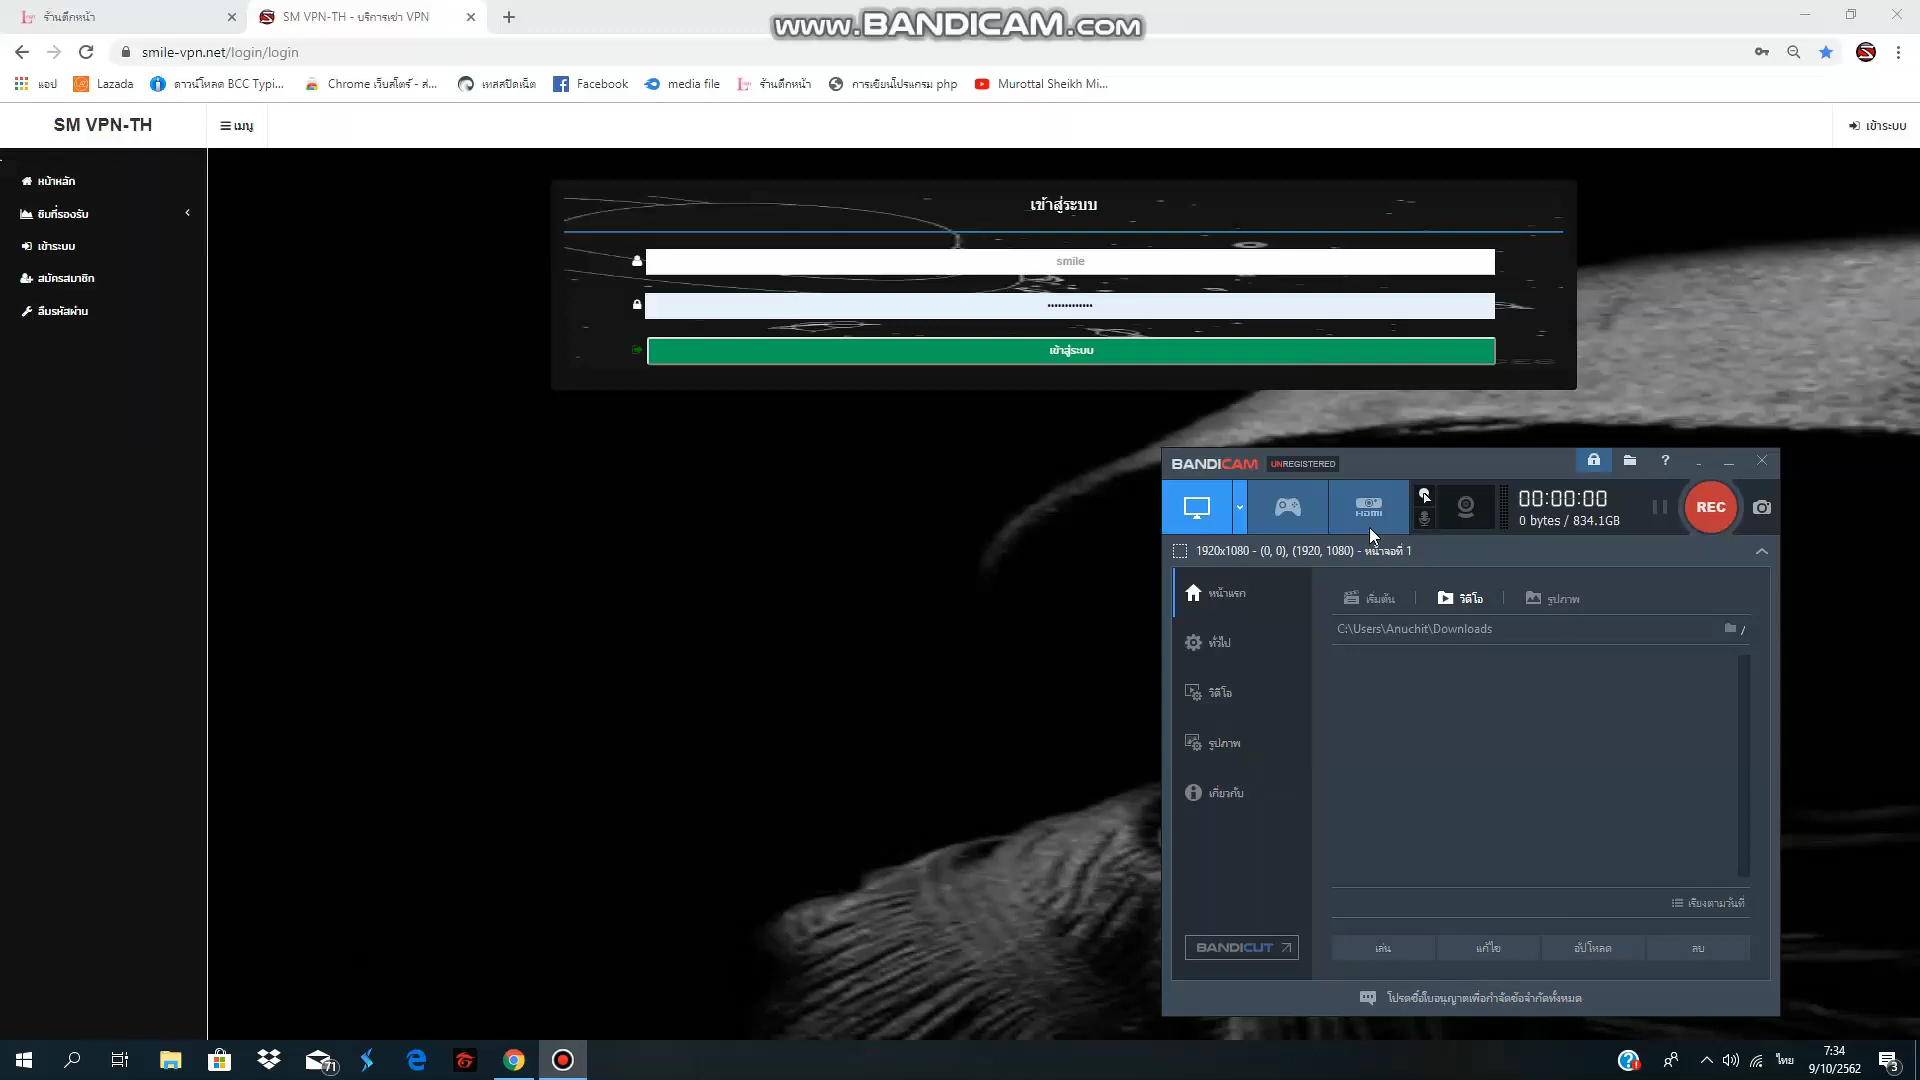 ร้านตึกหน้า
SM VPN-TH - บริการเช่า VPN
www.BANDICAM.com
smile-vpn.net/login/login
แอป
Lazada
ดาวน์โหลด BCC Typi...
Chrome เว็บสโตร์ - ส...
เทสสปีดเน็ต
Facebook
media file
ร้านตึกหน้า
การเขียนโปรแกรม php
Murottal Sheikh Mi...
SM VPN-TH
เมนู
เข้าระบบ
หน้าหลัก
ซิมที่รองรับ
เข้าระบบ
สมัครสมาชิก
ลืมรหัสผ่าน
เข้าสู่ระบบ
smile
•••••••••••••
เข้าสู่ระบบ
BANDICAM UNREGISTERED
HDMI
00:00:00
0 bytes / 834.1GB
REC
1920x1080 - (0, 0), (1920, 1080) - หน้าจอที่ 1
หน้าแรก
ทั่วไป
วิดีโอ
รูปภาพ
เกี่ยวกับ
เริ่มต้น
วิดีโอ
รูปภาพ
C:\Users\Anuchit\Downloads
/
เรียงตามวันที่
BANDICUT
เล่น
แก้ไข
อัปโหลด
ลบ
โปรดซื้อใบอนุญาตเพื่อกำจัดข้อจำกัดทั้งหมด
71
ไทย
7:34
9/10/2562
3